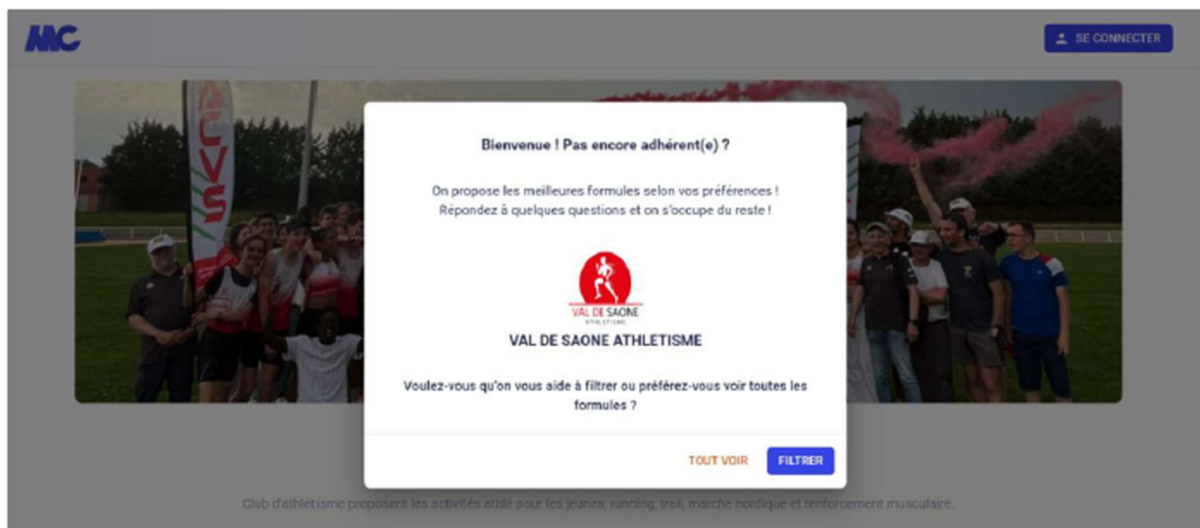 MC
SE CONNECTER
ACVS
Bienvenue ! Pas encore adhérent(e) ?
On propose les meilleures formules selon vos préférences !
Répondez à quelques questions et on s'occupe du reste !
VAL DE SAONE
ATHLETISME
VAL DE SAONE ATHLETISME
Voulez-vous qu'on vous aide à filtrer ou préférez-vous voir toutes les
formules ?
TOUT VOIR
FILTRER
Club d'athlétisme proposant les activités athlé pour les jeunes, running, trail, marche nordique et renforcement musculaire.